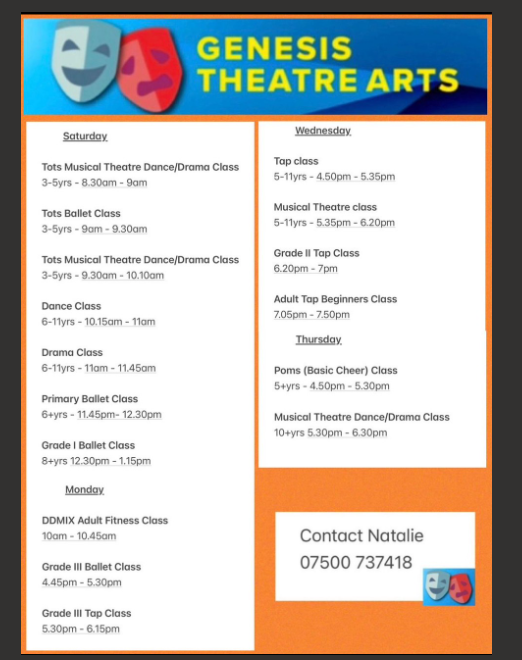 GENESIS
THEATRE ARTS
Saturday
Tots Musical Theatre Dance/Drama Class
3-5yrs - 8.30am - 9am
Tots Ballet Class
3-5yrs - 9am - 9.30am
Tots Musical Theatre Dance/Drama Class
3-5yrs - 9.30am - 10.10am
Dance Class
6-11yrs - 10.15am - 11am
Drama Class
6-11yrs - 11am - 11.45am
Primary Ballet Class
6+yrs - 11.45pm- 12.30pm
Grade I Ballet Class
8+yrs 12.30pm - 1.15pm
Monday
DDMIX Adult Fitness Class
10am - 10.45am
Grade III Ballet Class
4.45pm - 5.30pm
Grade III Tap Class
5.30pm - 6.15pm
Wednesday
Tap class
5-11yrs - 4.50pm - 5.35pm
Musical Theatre class
5-11yrs - 5.35pm - 6.20pm
Grade II Tap Class
6.20pm - 7pm
Adult Tap Beginners Class
7.05pm - 7.50pm
Thursday
Poms (Basic Cheer) Class
5+yrs - 4.50pm - 5.30pm
Musical Theatre Dance/Drama Class
10+yrs 5.30pm - 6.30pm
Contact Natalie
07500 737418